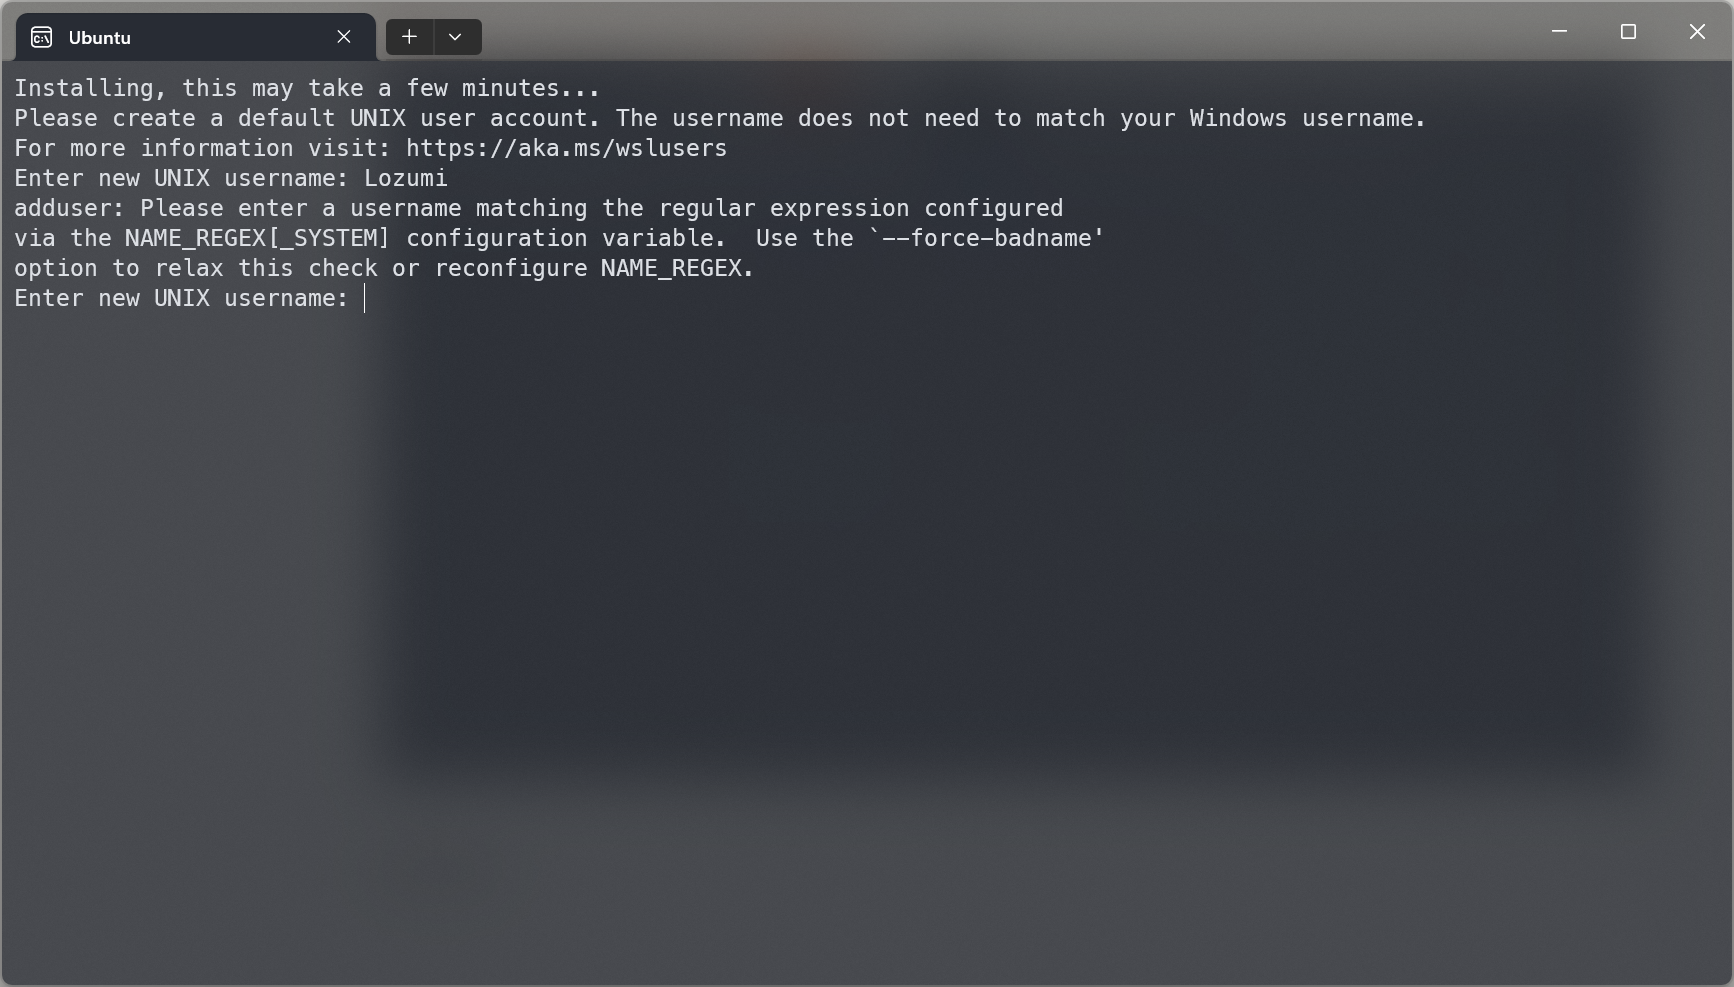 Ubuntu
Installing, this may take a few minutes...
Please create a default UNIX user account. The username does not need to match your Windows username.
For more information visit: https://aka.ms/wslusers
Enter new UNIX username: Lozumi
adduser: Please enter a username matching the regular expression configured
via the NAME_REGEX[_SYSTEM] configuration variable.  Use the `--force-badname'
option to relax this check or reconfigure NAME_REGEX.
Enter new UNIX username: